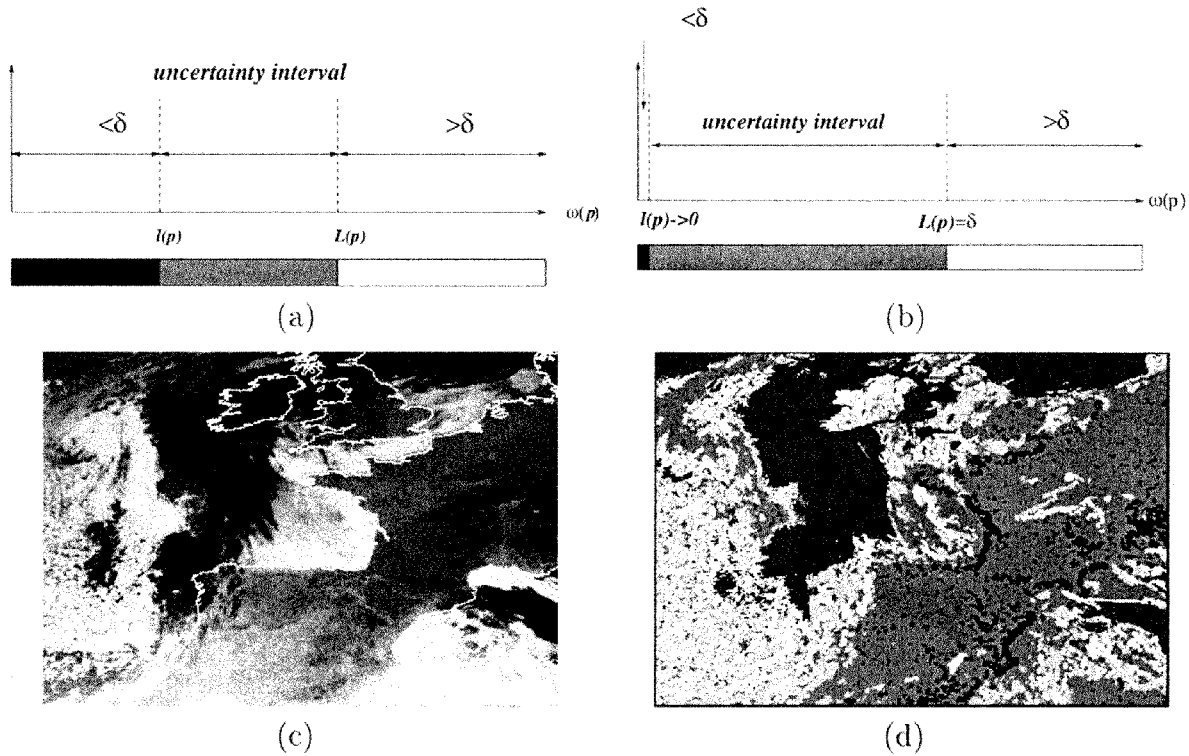 uncertainty interval
<δ
>δ
ω(p)
l(p)
L(p)
(a)
<δ
uncertainty interval
>δ
ω(p)
l(p)->0
L(p)=δ
(b)
(c)
(d)